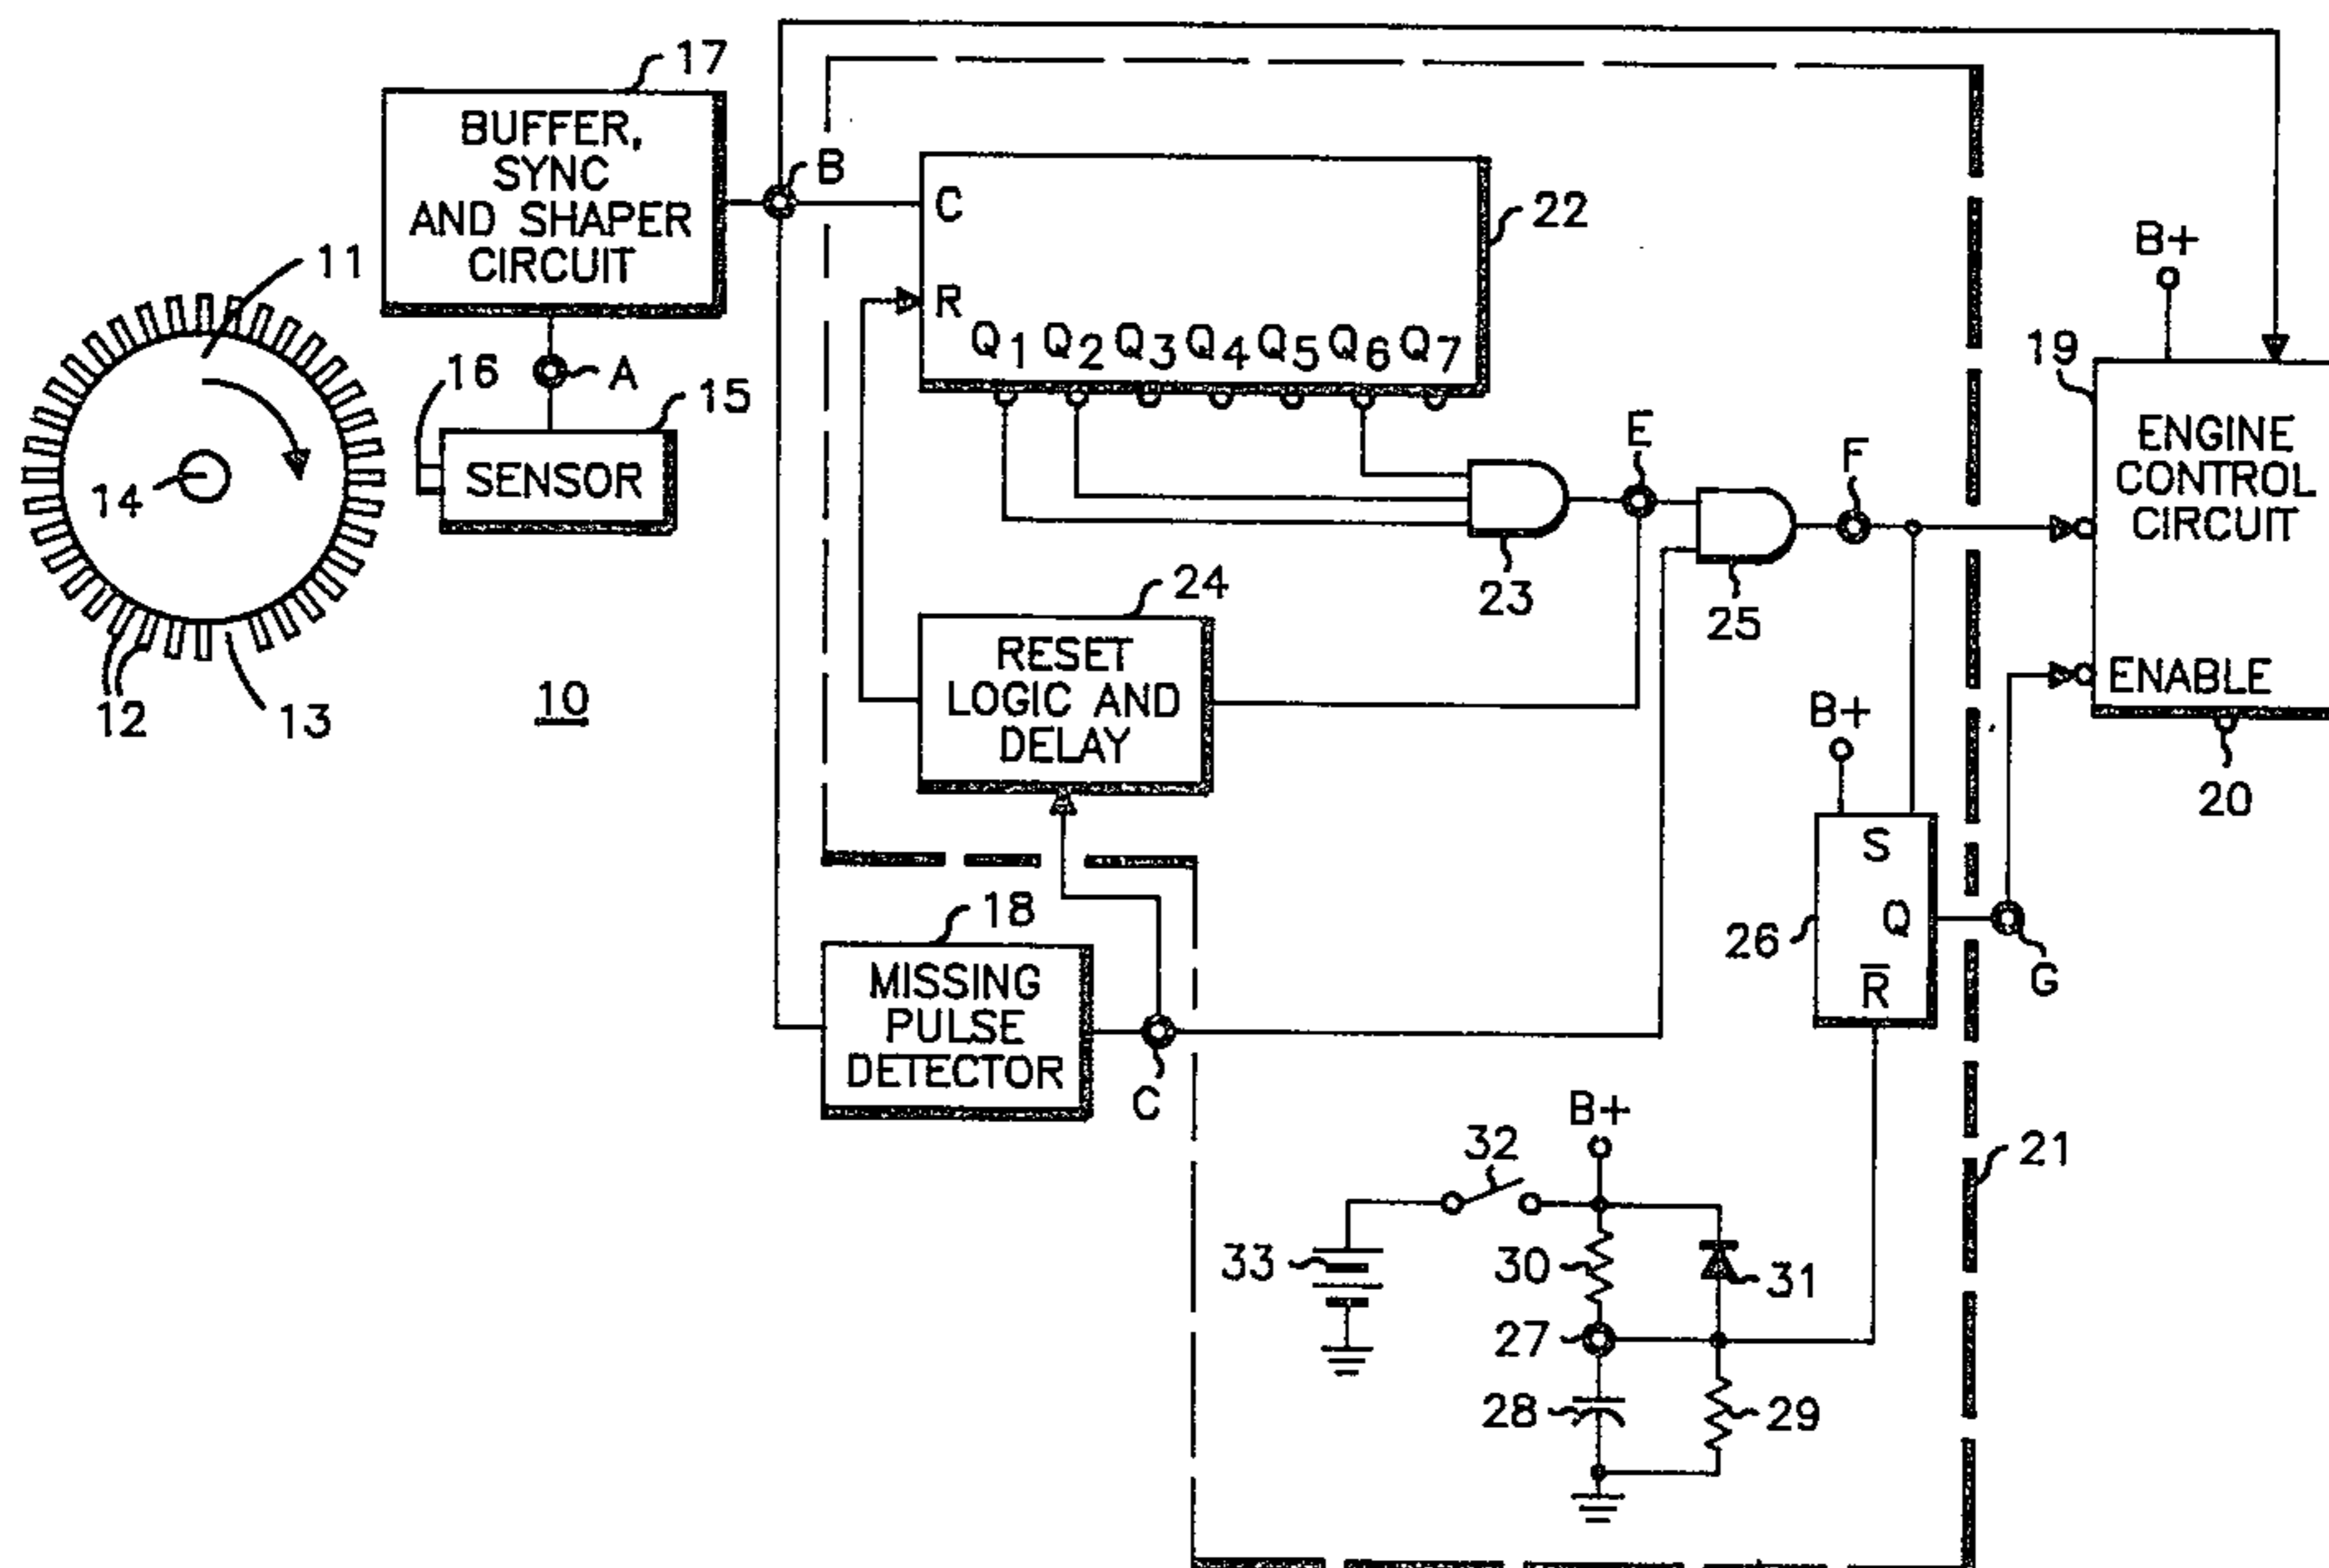 17
BUFFER,
SYNC
AND SHAPER
CIRCUIT
B
11
C
R
Q1 Q2 Q3 Q4 Q5 Q6 Q7
22
B+
16
A
15
SENSOR
14
12
13
10
E
F
23
25
19
ENGINE
CONTROL
CIRCUIT
ENABLE
20
24
RESET
LOGIC AND
DELAY
B+
S
Q
R̅
26
G
18
MISSING
PULSE
DETECTOR
C
B+
32
21
33
30
31
27
28
29